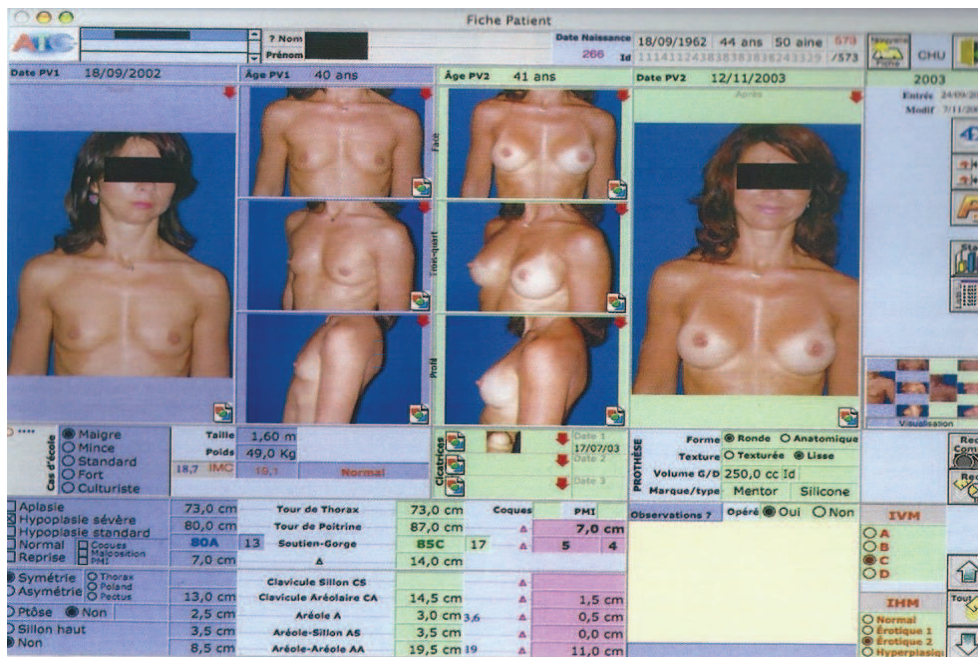 Fiche Patient
ATC
? Nom
Prénom
Date Naissance 18/09/1962 44 ans 50 aine 573
266 Id /573
Fiche
CHU
Date PV1 18/09/2002
Âge PV1 40 ans
Âge PV2 41 ans
Date PV2 12/11/2003
2003
Après
Entrée
Modif
Face
Trois-quart
Profil
Visualisation
Cas d'école
Maigre
Mince
Standard
Fort
Culturiste
Taille 1,60 m
Poids 49,0 Kg
18,7 IMC 19,1 Normal
Cicatrices
Date 1
17/07/03
Date 2
Date 3
PROTHÈSE
Forme Ronde Anatomique
Texture Texturée Lisse
Volume G/D 250,0 cc Id
Marque/type Mentor Silicone
Aplasie
Hypoplasie sévère
Hypoplasie standard
Normal
Reprise
Coques
Malposition
PMI
73,0 cm Tour de Thorax 73,0 cm Coques PMI
80,0 cm Tour de Poitrine 87,0 cm Δ 7,0 cm
80A 13 Soutien-Gorge 85C 17 Δ 5 4
7,0 cm Δ 14,0 cm
Observations ? Opéré Oui Non
Symétrie
Asymétrie
Thorax
Poland
Pectus
Ptôse Non
Sillon haut
Non
Clavicule Sillon CS Δ
13,0 cm Clavicule Aréolaire CA 14,5 cm Δ 1,5 cm
2,5 cm Aréole A 3,0 cm 3,6 Δ 0,5 cm
3,5 cm Aréole-Sillon AS 3,5 cm Δ 0,0 cm
8,5 cm Aréole-Aréole AA 19,5 cm 19 Δ 11,0 cm
IVM
A
B
C
D
IHM
Normal
Érotique 1
Érotique 2
Tout